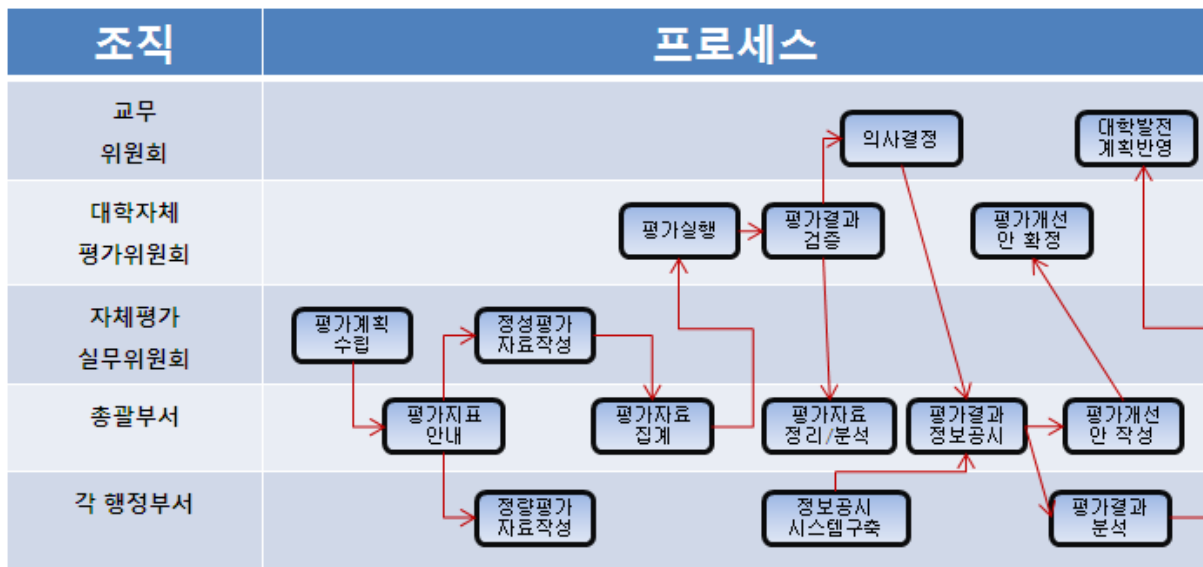 조직
프로세스
교무
위원회
의사결정
대학발전
계획반영
대학자체
평가위원회
평가실행
평가결과
검증
평가개선
안 확정
자체평가
실무위원회
평가계획
수립
정성평가
자료작성
총괄부서
평가지표
안내
평가자료
집계
평가자료
정리/분석
평가결과
정보공시
평가개선
안 작성
각 행정부서
정량평가
자료작성
정보공시
시스템구축
평가결과
분석